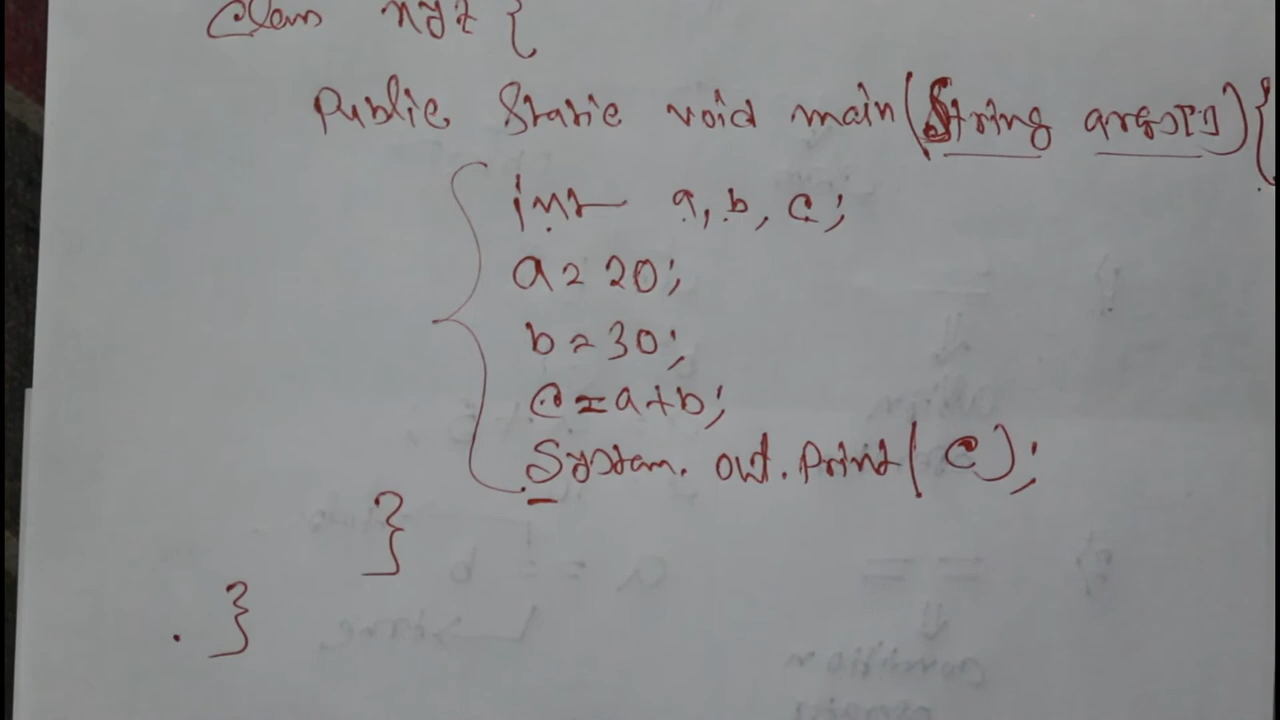 class xyz {
Public Static void main(String args[]){
int a, b, c;
a = 20;
b = 30;
c = a+b;
System. out. Print( c);
}
}